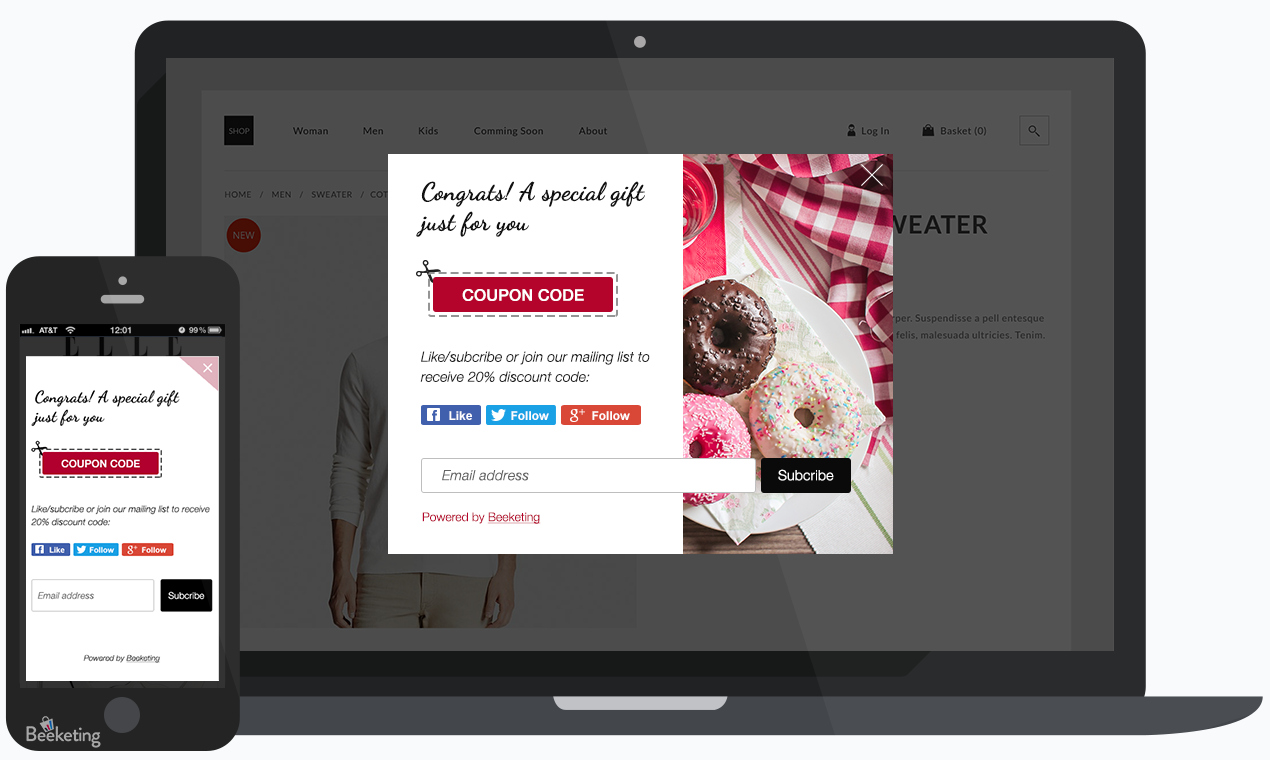 SHOP Woman Men Kids Comming Soon About Log In Basket (0)
HOME / MEN / SWEATER / COT
NEW
WEATER
per. Suspendisse a pell entesque
felis, malesuada ultricies. Tenim.
Congrats! A special gift
just for you
COUPON CODE
Like/subcribe or join our mailing list to
receive 20% discount code:
Like Follow Follow
Email address Subcribe
Powered by Beeketing
AT&T 12:01 99%
Congrats! A special gift
just for you
COUPON CODE
Like/subcribe or join our mailing list to receive
20% discount code:
Like Follow Follow
Email address Subcribe
Powered by Beeketing
Beeketing